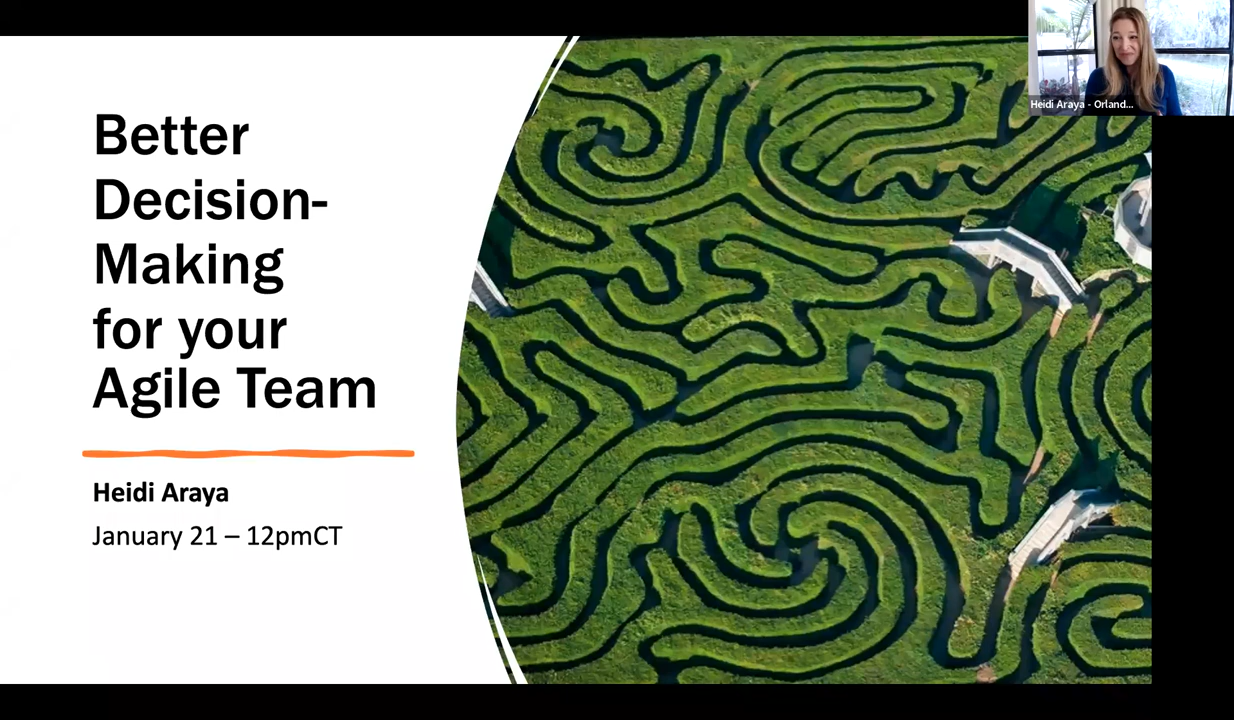 Better
Decision-
Making
for your
Agile Team
Heidi Araya
January 21 – 12pmCT
Heidi Araya - Orland...